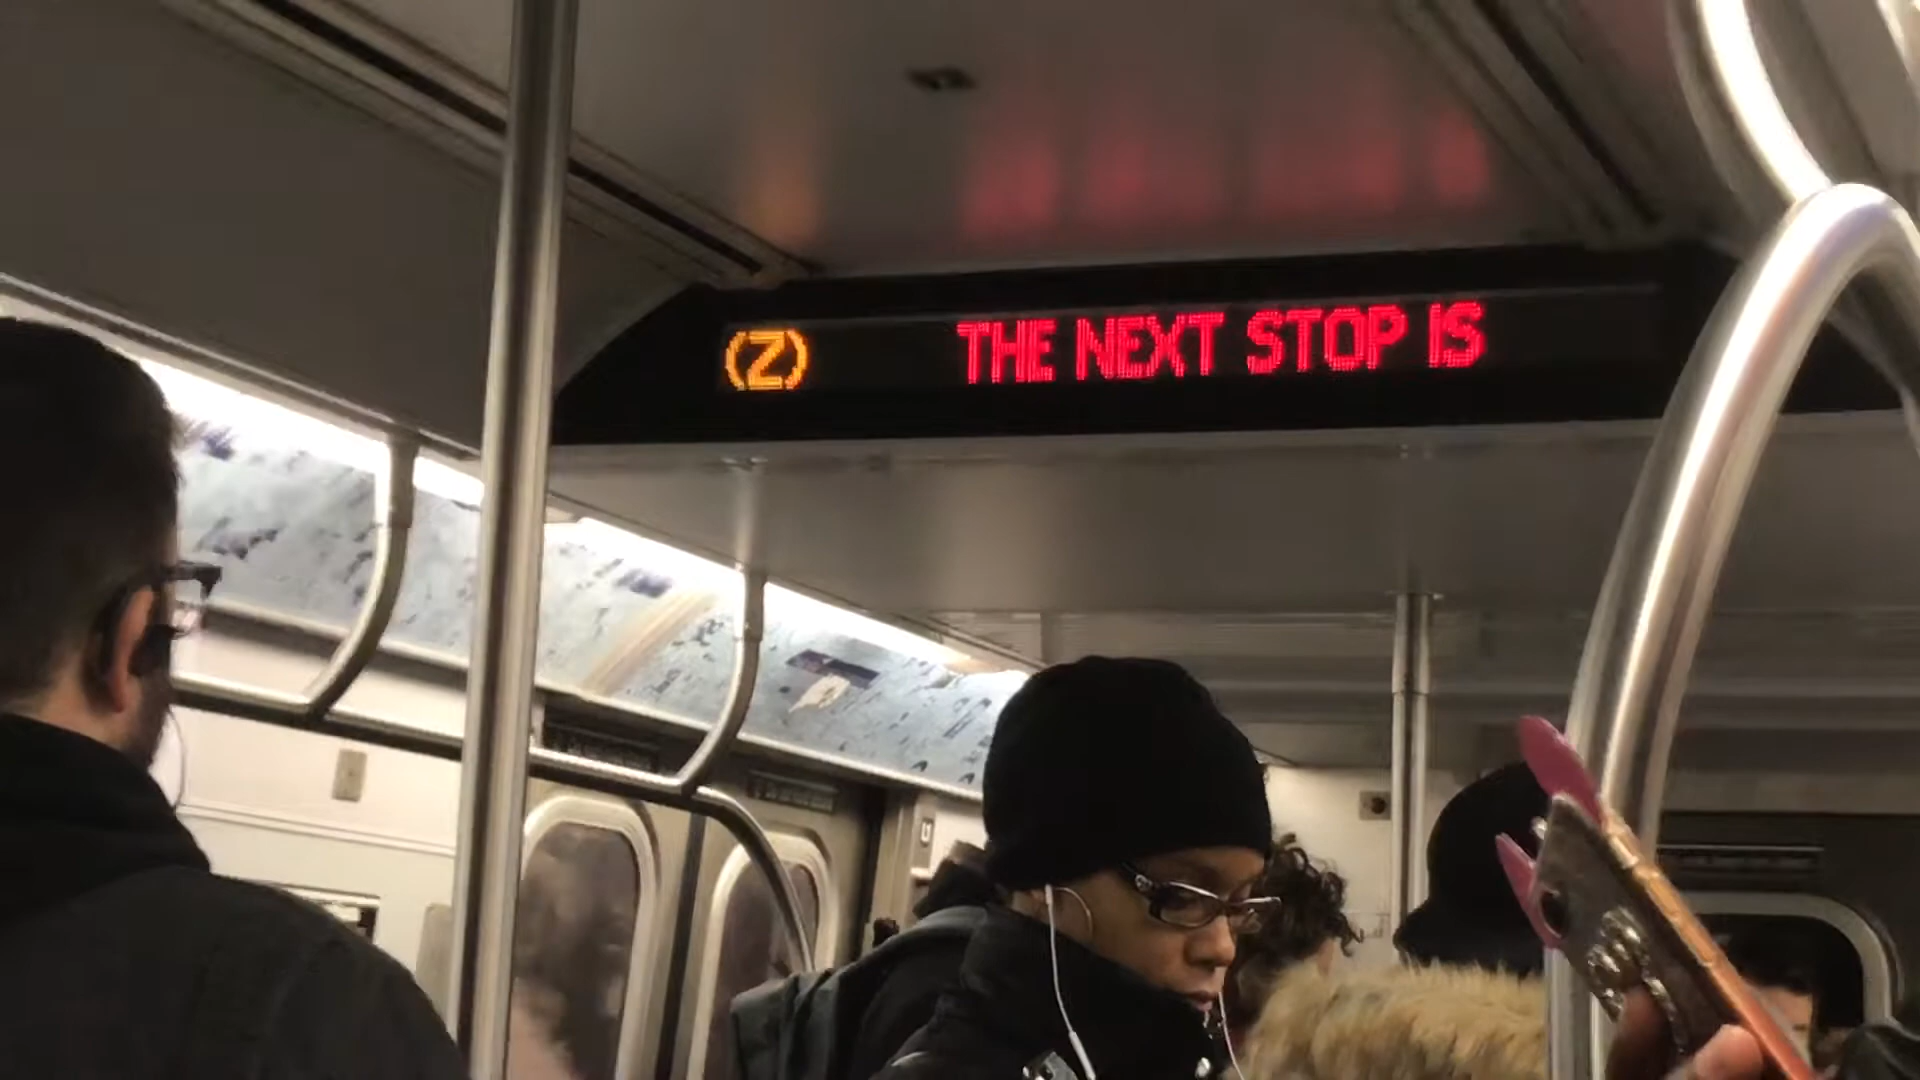 (Z) THE NEXT STOP IS